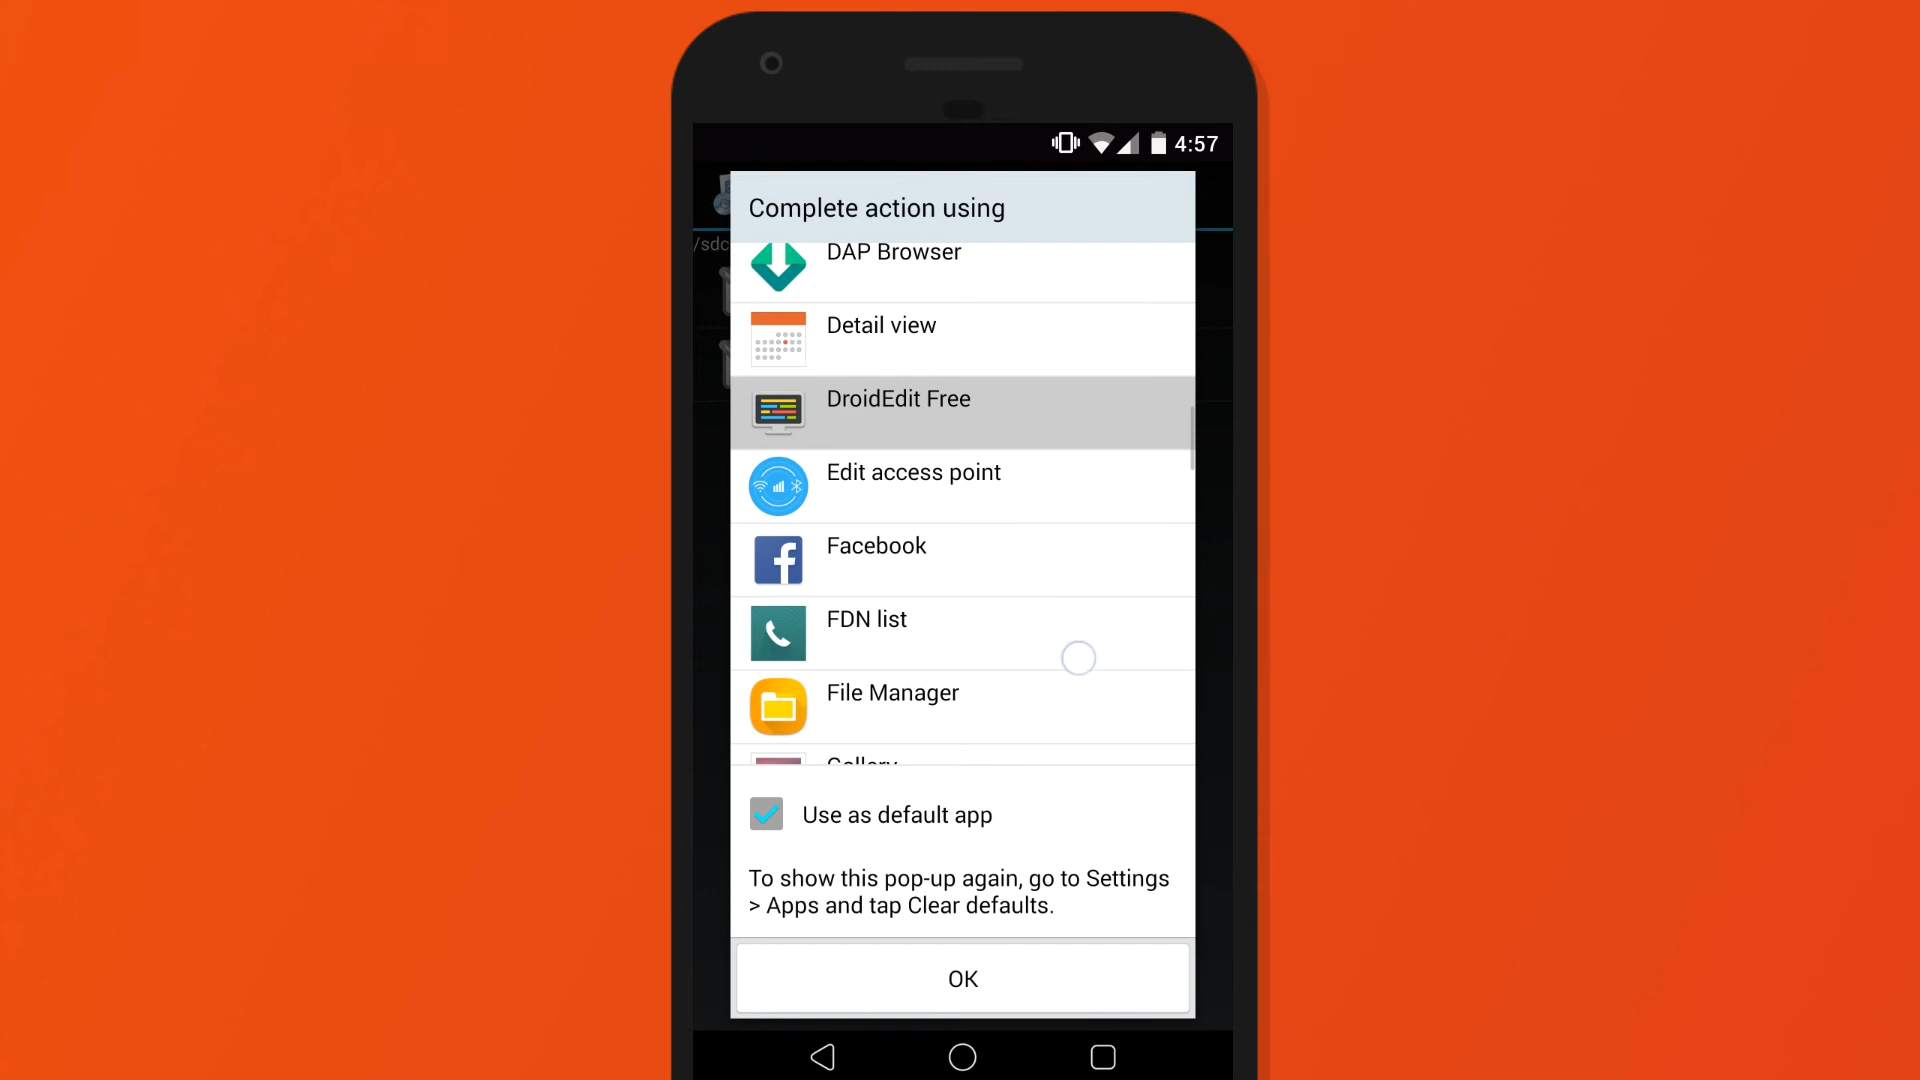 4:57
Complete action using
/sdc
DAP Browser
Detail view
DroidEdit Free
Edit access point
Facebook
FDN list
File Manager
Gallery
Use as default app
To show this pop-up again, go to Settings
> Apps and tap Clear defaults.
OK